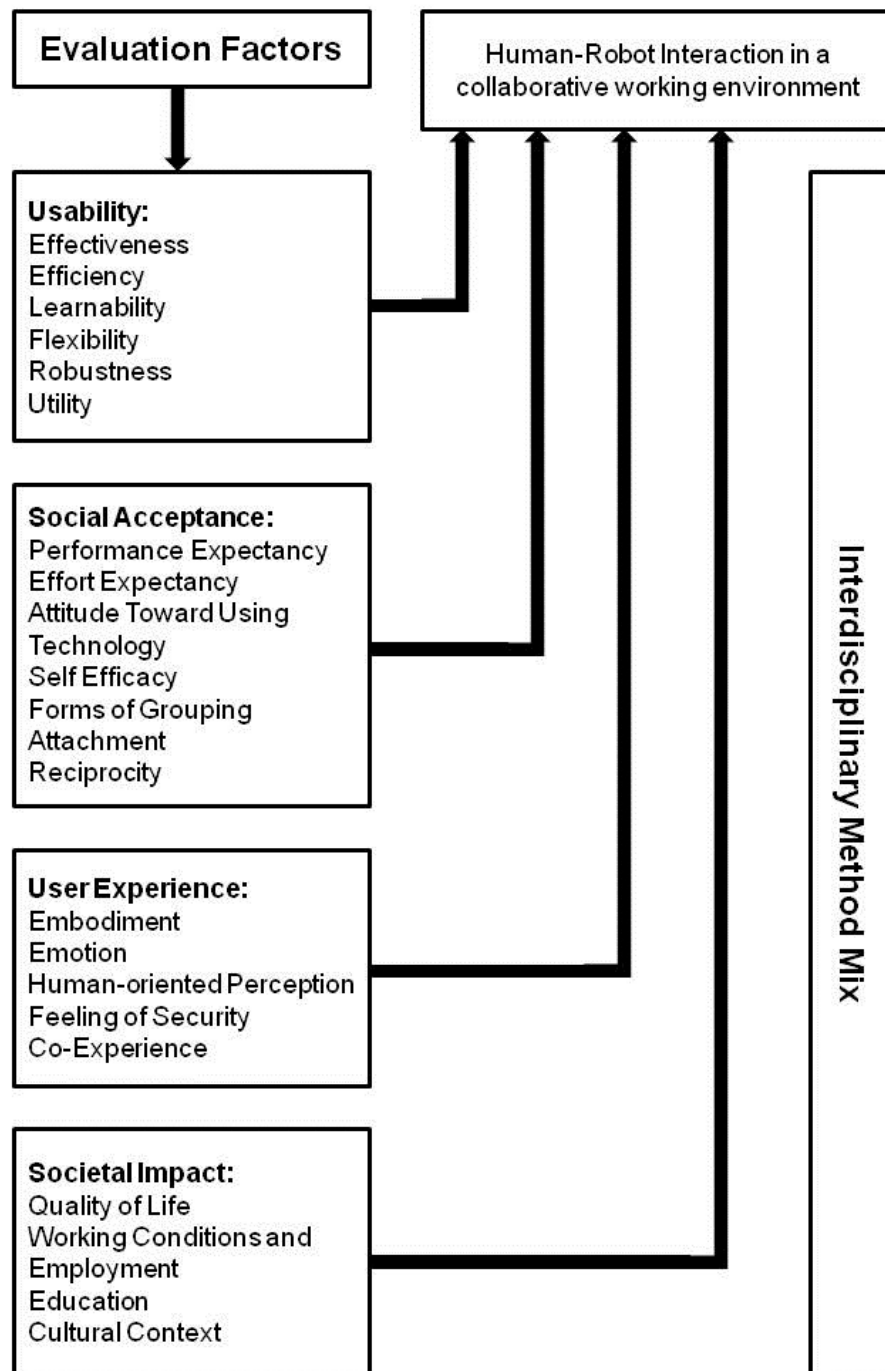 Evaluation Factors
Human-Robot Interaction in a
collaborative working environment
Usability:
Effectiveness
Efficiency
Learnability
Flexibility
Robustness
Utility
Social Acceptance:
Performance Expectancy
Effort Expectancy
Attitude Toward Using
Technology
Self Efficacy
Forms of Grouping
Attachment
Reciprocity
User Experience:
Embodiment
Emotion
Human-oriented Perception
Feeling of Security
Co-Experience
Societal Impact:
Quality of Life
Working Conditions and
Employment
Education
Cultural Context
Interdisciplinary Method Mix